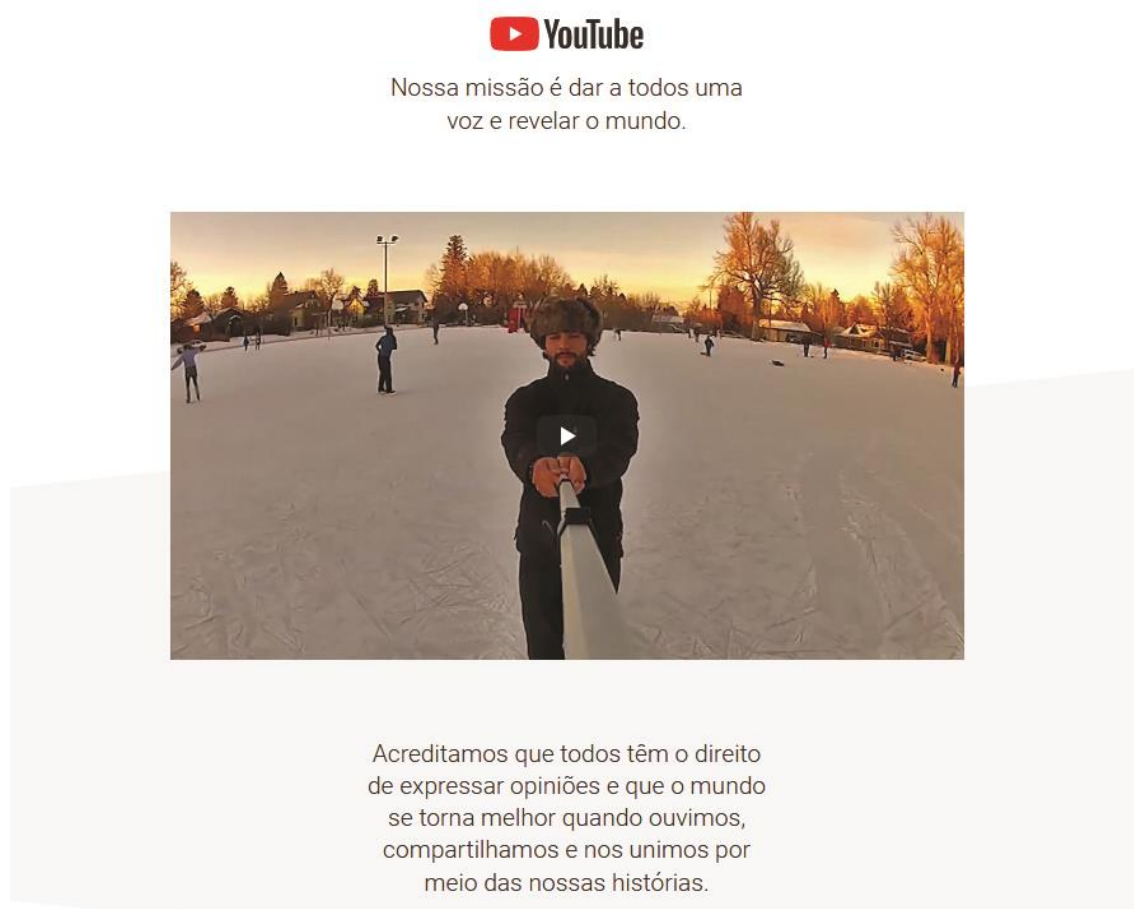 YouTube
Nossa missão é dar a todos uma
voz e revelar o mundo.
Acreditamos que todos têm o direito
de expressar opiniões e que o mundo
se torna melhor quando ouvimos,
compartilhamos e nos unimos por
meio das nossas histórias.